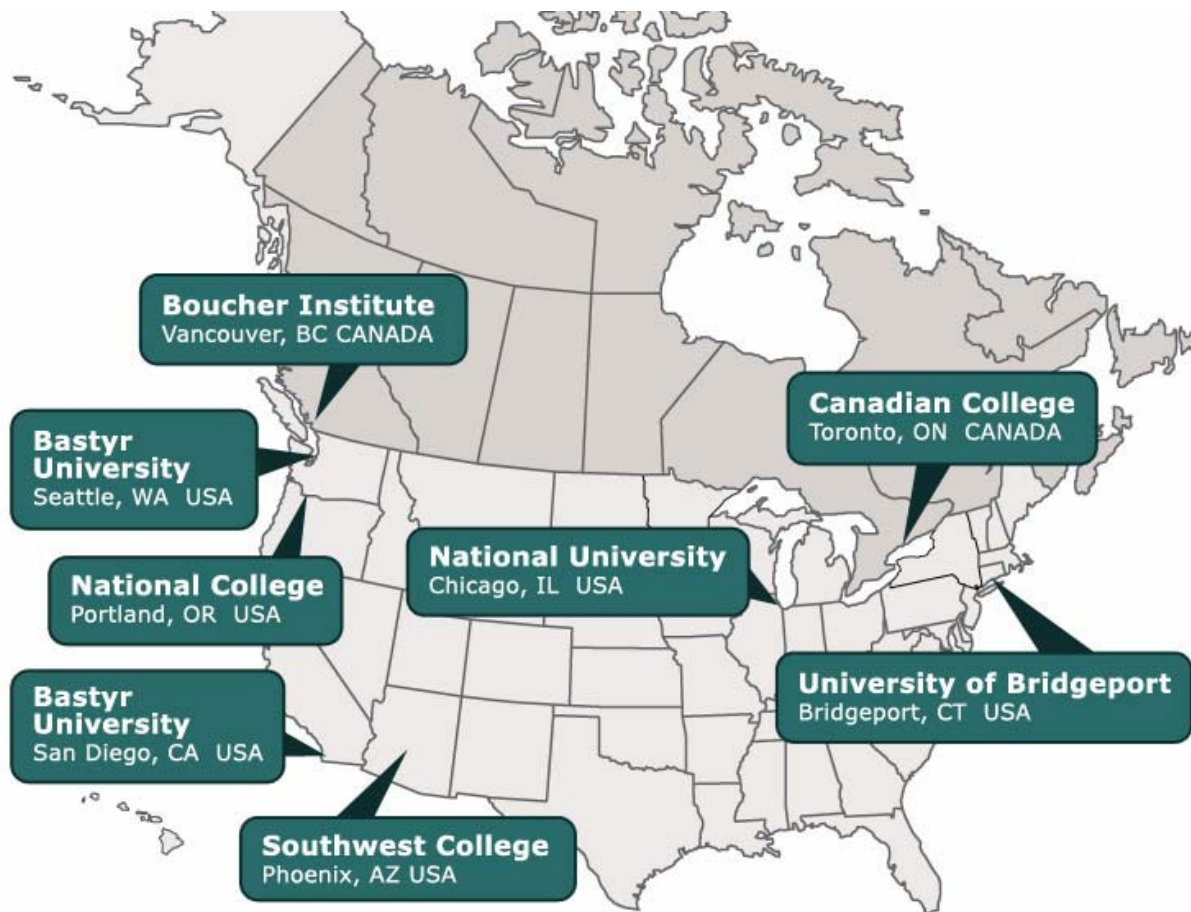 Boucher Institute
Vancouver, BC CANADA
Canadian College
Toronto, ON CANADA
Bastyr
University
Seattle, WA USA
National University
Chicago, IL USA
National College
Portland, OR USA
University of Bridgeport
Bridgeport, CT USA
Bastyr
University
San Diego, CA USA
Southwest College
Phoenix, AZ USA